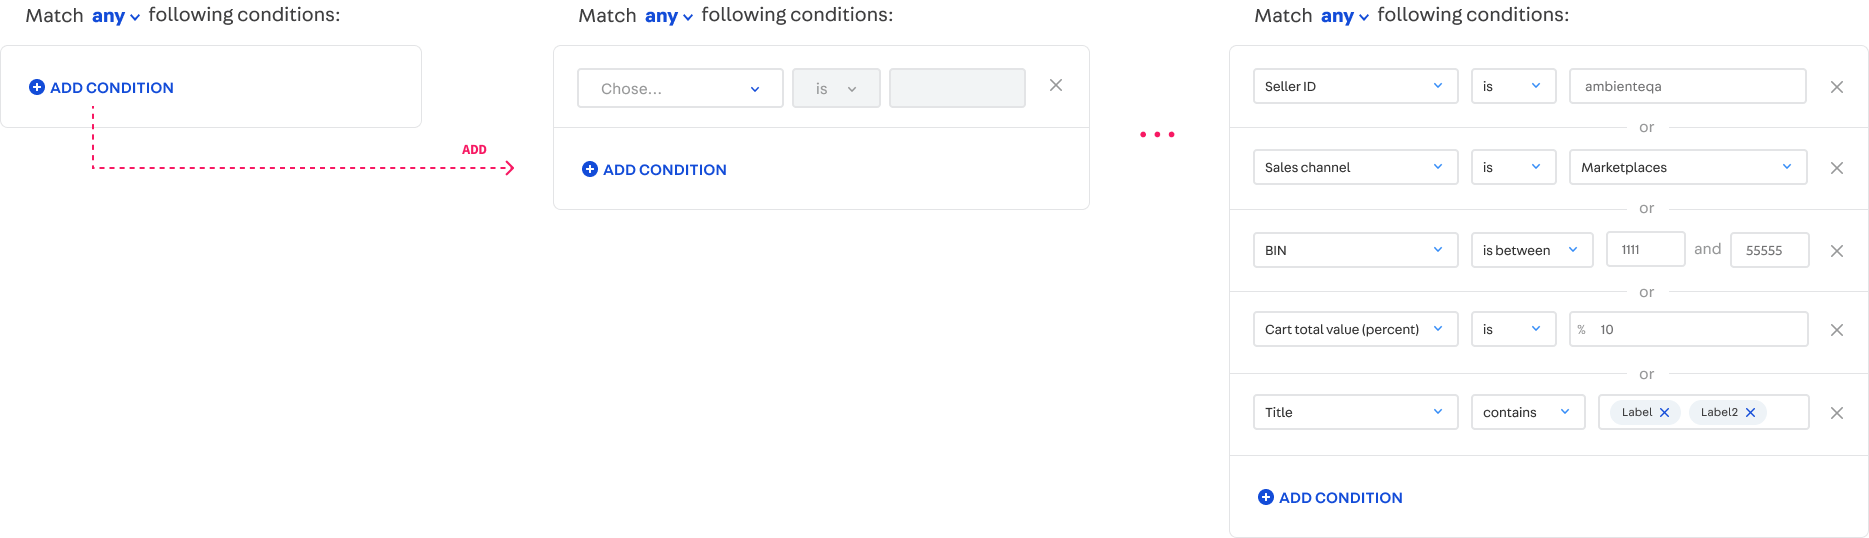 Match any following conditions:
ADD CONDITION
ADD
Match any following conditions:
Chose... is
ADD CONDITION
Match any following conditions:
Seller ID is ambienteqa
or
Sales channel is Marketplaces
or
BIN is between 1111 and 55555
or
Cart total value (percent) is % 10
or
Title contains Label Label2
ADD CONDITION